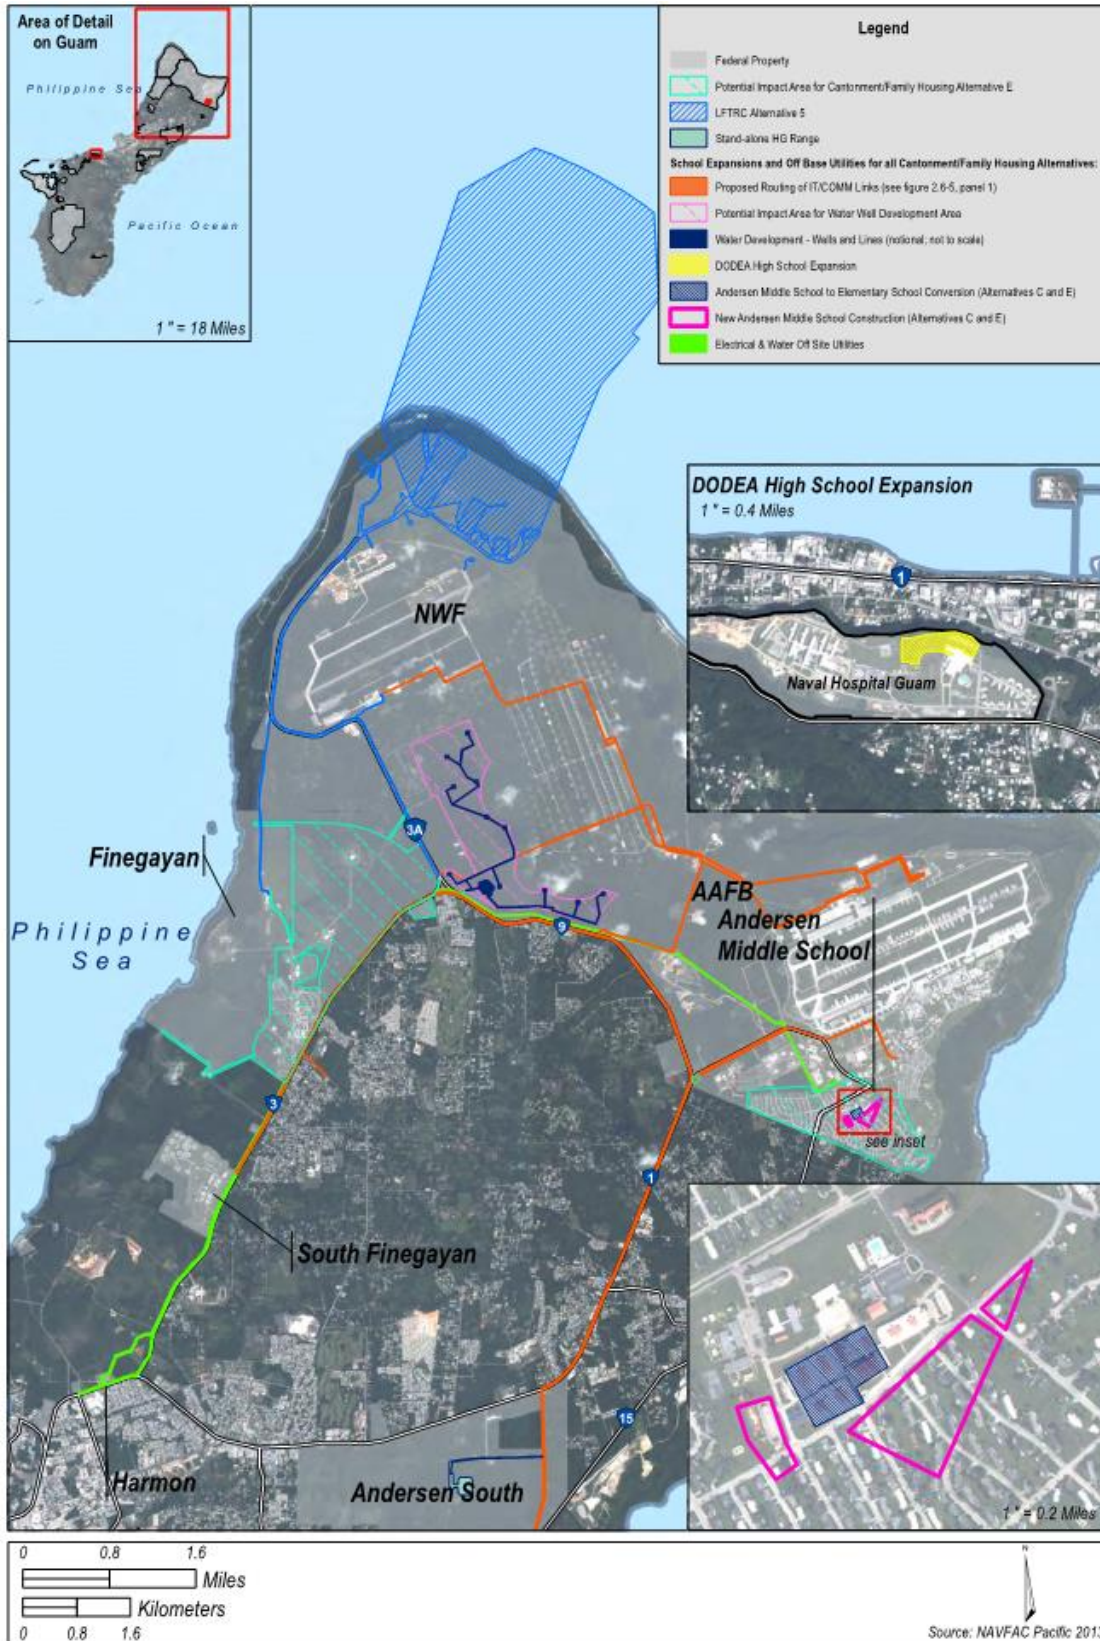 Area of Detail
on Guam
Philippine Sea
Pacific Ocean
1 " = 18 Miles
Legend
Federal Property
Potential Impact Area for Cantonment/Family Housing Alternative E
LFTRC Alternative 5
Stand-alone HG Range
School Expansions and Off Base Utilities for all Cantonment/Family Housing Alternatives:
Proposed Routing of IT/COMM Links (see figure 2.6-5, panel 1)
Potential Impact Area for Water Well Development Area
Water Development - Wells and Lines (notional; not to scale)
DODEA High School Expansion
Andersen Middle School to Elementary School Conversion (Alternatives C and E)
New Andersen Middle School Construction (Alternatives C and E)
Electrical & Water Off Site Utilities
DODEA High School Expansion
1 " = 0.4 Miles
1
Naval Hospital Guam
NWF
3A
Finegayan
Philippine
Sea
9
AAFB
Andersen
Middle School
see inset
3
1
South Finegayan
15
Harmon
Andersen South
1 " = 0.2 Miles
0 0.8 1.6
Miles
Kilometers
0 0.8 1.6
N
Source: NAVFAC Pacific 2013